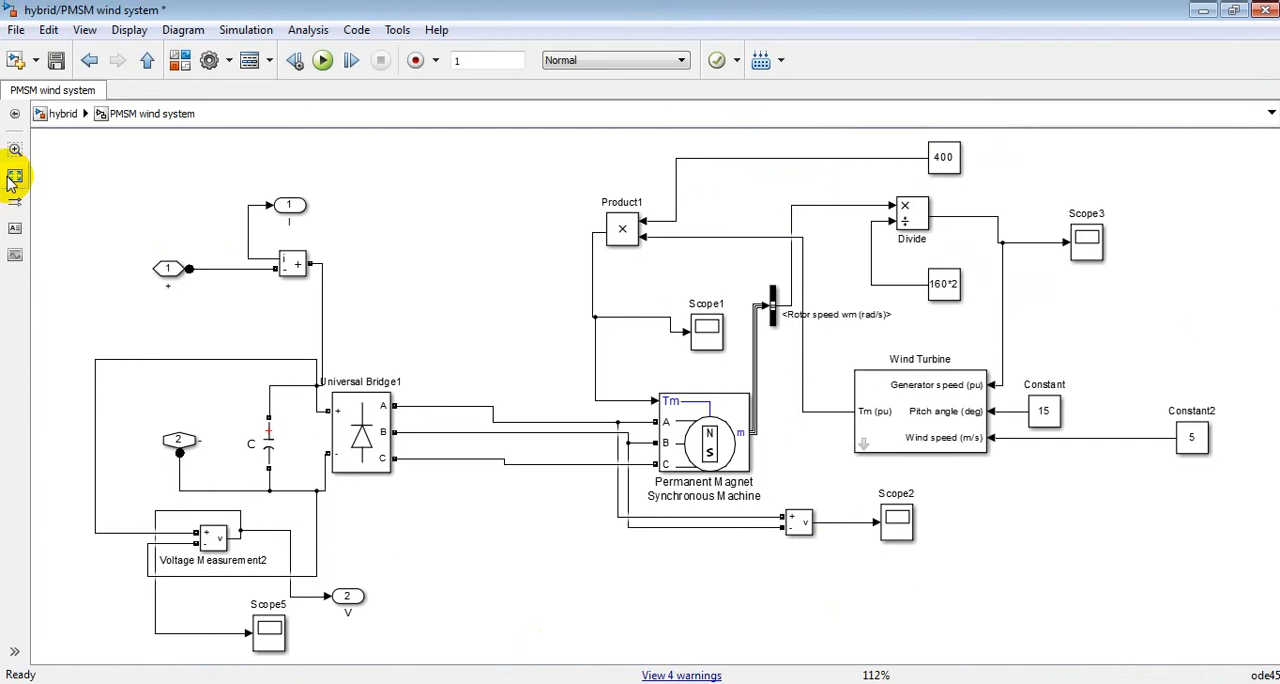 hybrid/PMSM wind system *
File Edit View Display Diagram Simulation Analysis Code Tools Help
1 Normal
PMSM wind system
hybrid PMSM wind system
400
1
I
Product1
×
×
÷
Divide
Scope3
i
+
-
1
+
160*2
Scope1
<Rotor speed wm (rad/s)>
Wind Turbine
Universal Bridge1
Generator speed (pu)
Constant
Tm
A
+
Tm (pu)
Pitch angle (deg)
15
Constant2
A
B
N
m
Wind speed (m/s)
5
2
-
C
B
S
-
C
C
Permanent Magnet
Synchronous Machine
Scope2
+
-
v
+
-
v
Voltage Measurement2
2
V
Scope5
Ready
View 4 warnings
112%
ode45